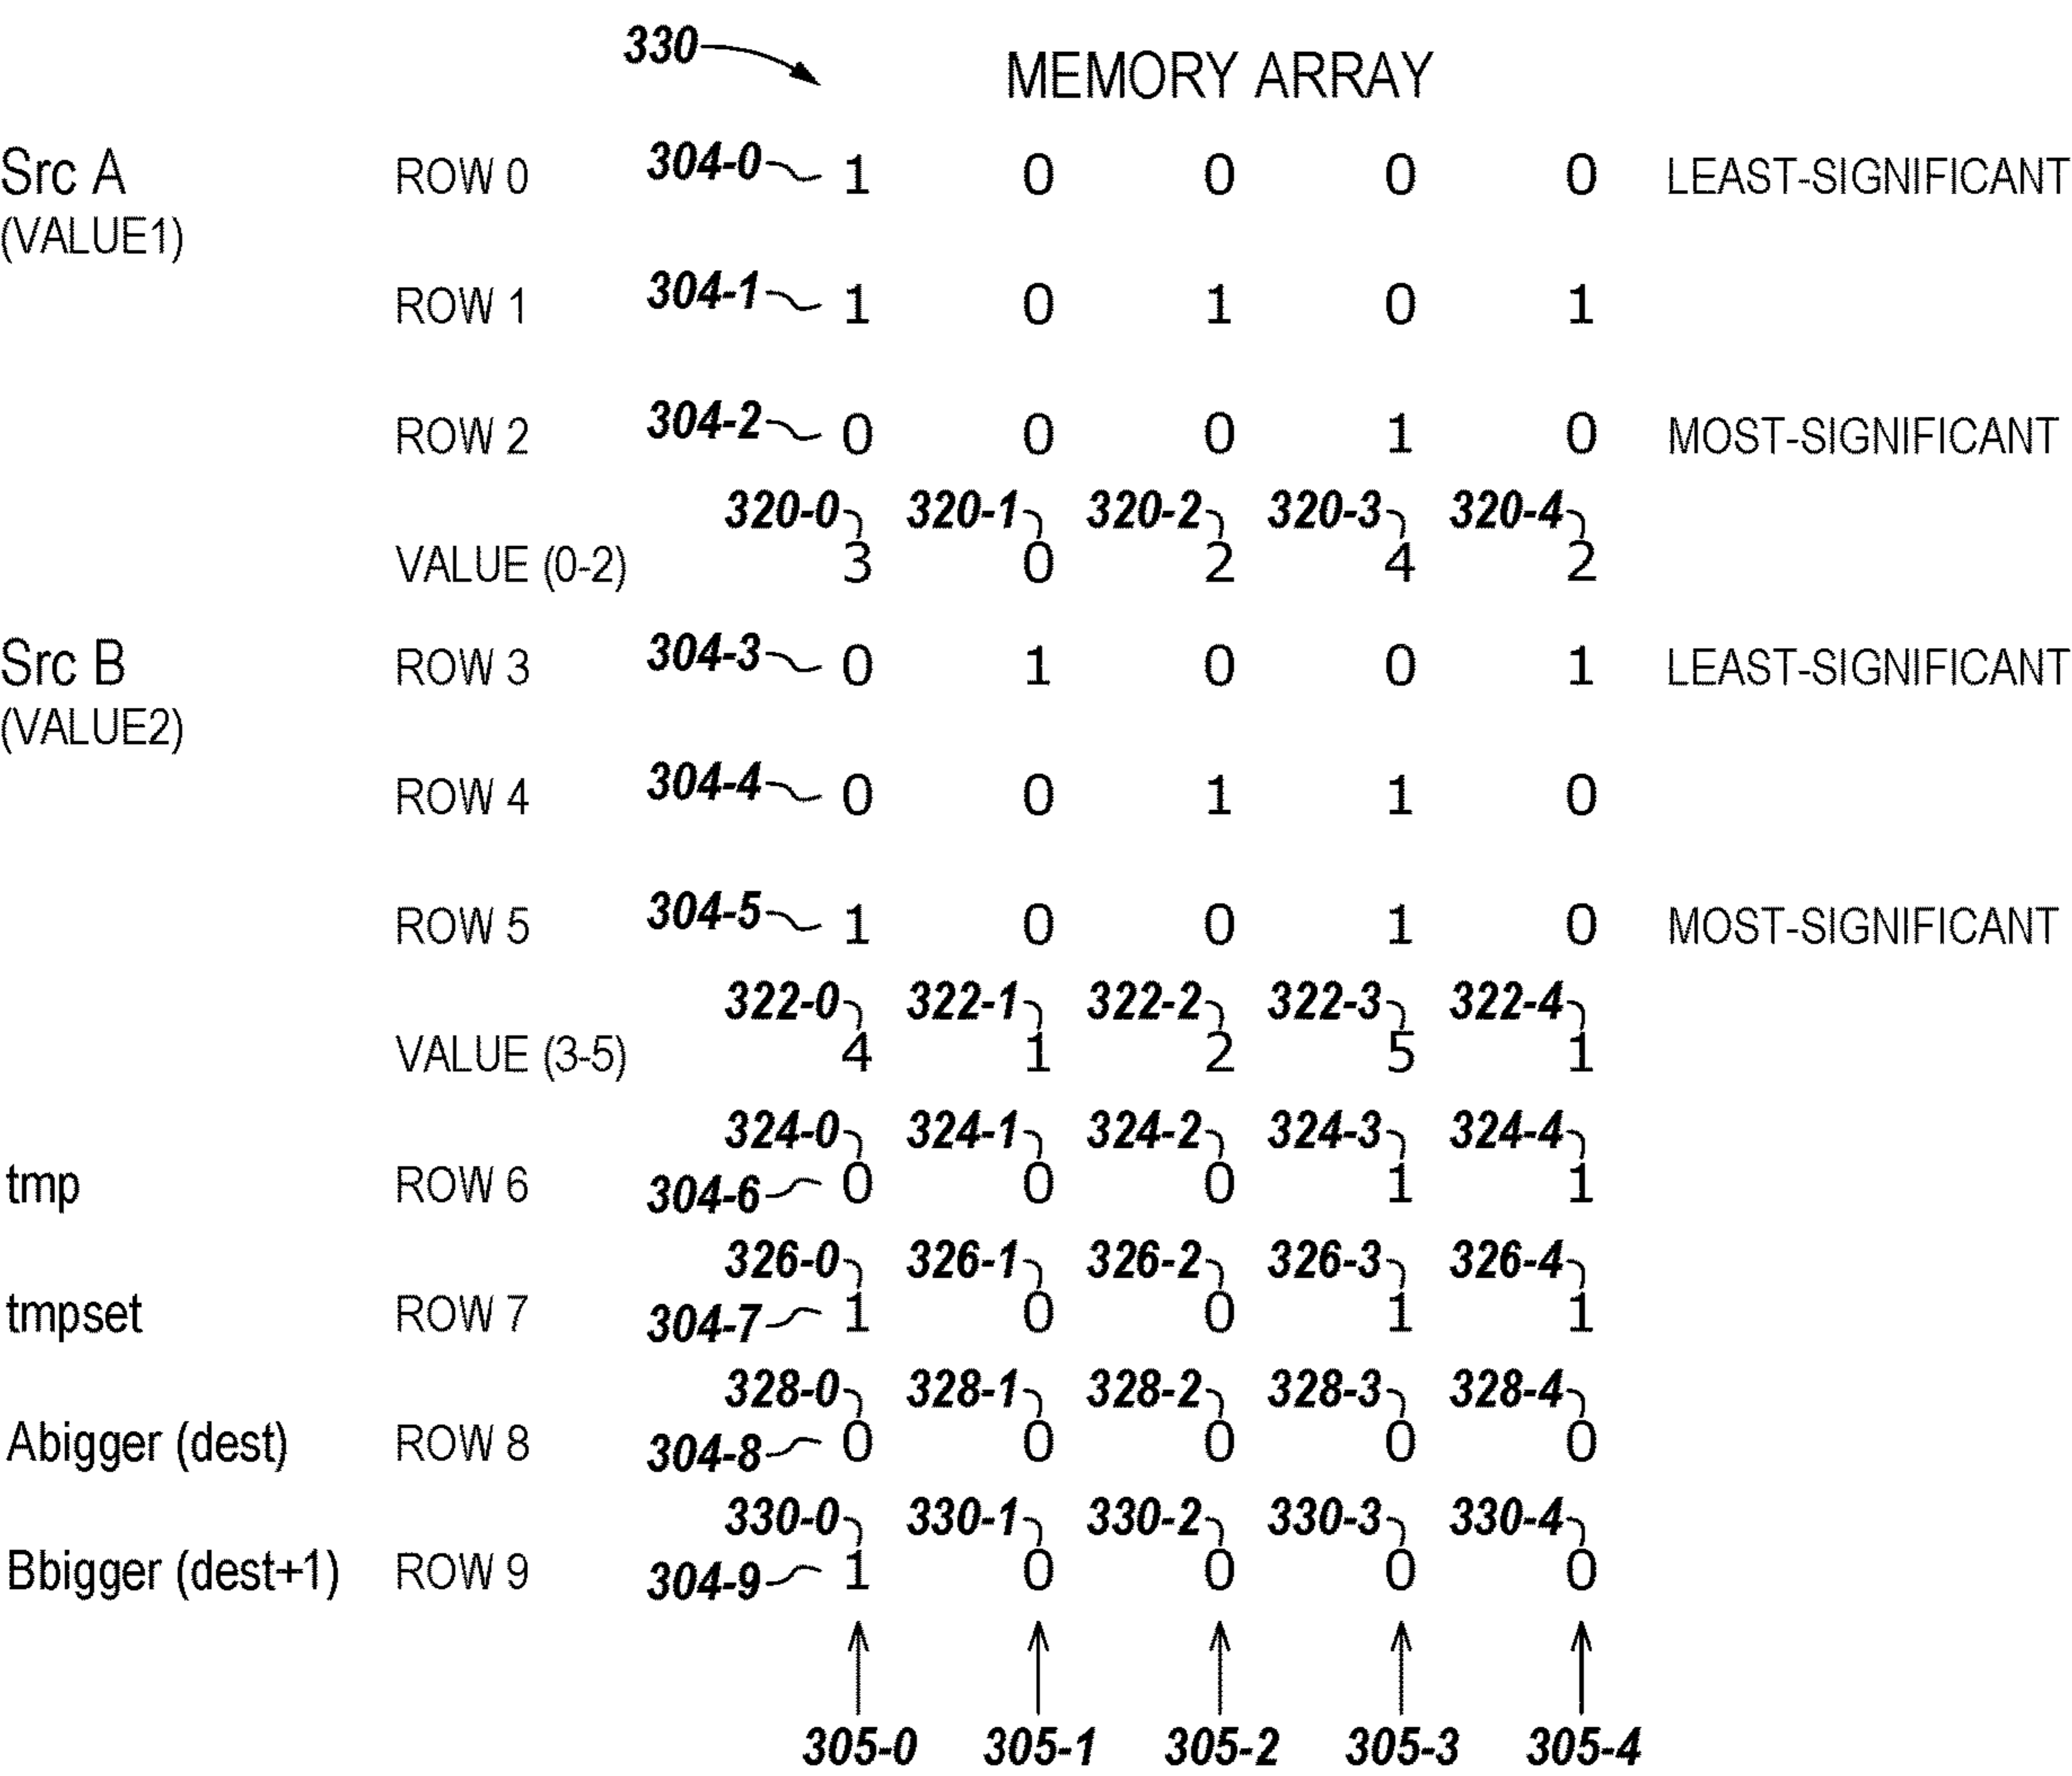 330 MEMORY ARRAY
Src A ROW 0 304-0 1 0 0 0 0 LEAST-SIGNIFICANT
(VALUE1)
ROW 1 304-1 1 0 1 0 1
ROW 2 304-2 0 0 0 1 0 MOST-SIGNIFICANT
320-0 320-1 320-2 320-3 320-4
VALUE (0-2) 3 0 2 4 2
Src B ROW 3 304-3 0 1 0 0 1 LEAST-SIGNIFICANT
(VALUE2)
ROW 4 304-4 0 0 1 1 0
ROW 5 304-5 1 0 0 1 0 MOST-SIGNIFICANT
322-0 322-1 322-2 322-3 322-4
VALUE (3-5) 4 1 2 5 1
324-0 324-1 324-2 324-3 324-4
tmp ROW 6 304-6 0 0 0 1 1
326-0 326-1 326-2 326-3 326-4
tmpset ROW 7 304-7 1 0 0 1 1
328-0 328-1 328-2 328-3 328-4
Abigger (dest) ROW 8 304-8 0 0 0 0 0
330-0 330-1 330-2 330-3 330-4
Bbigger (dest+1) ROW 9 304-9 1 0 0 0 0
305-0 305-1 305-2 305-3 305-4